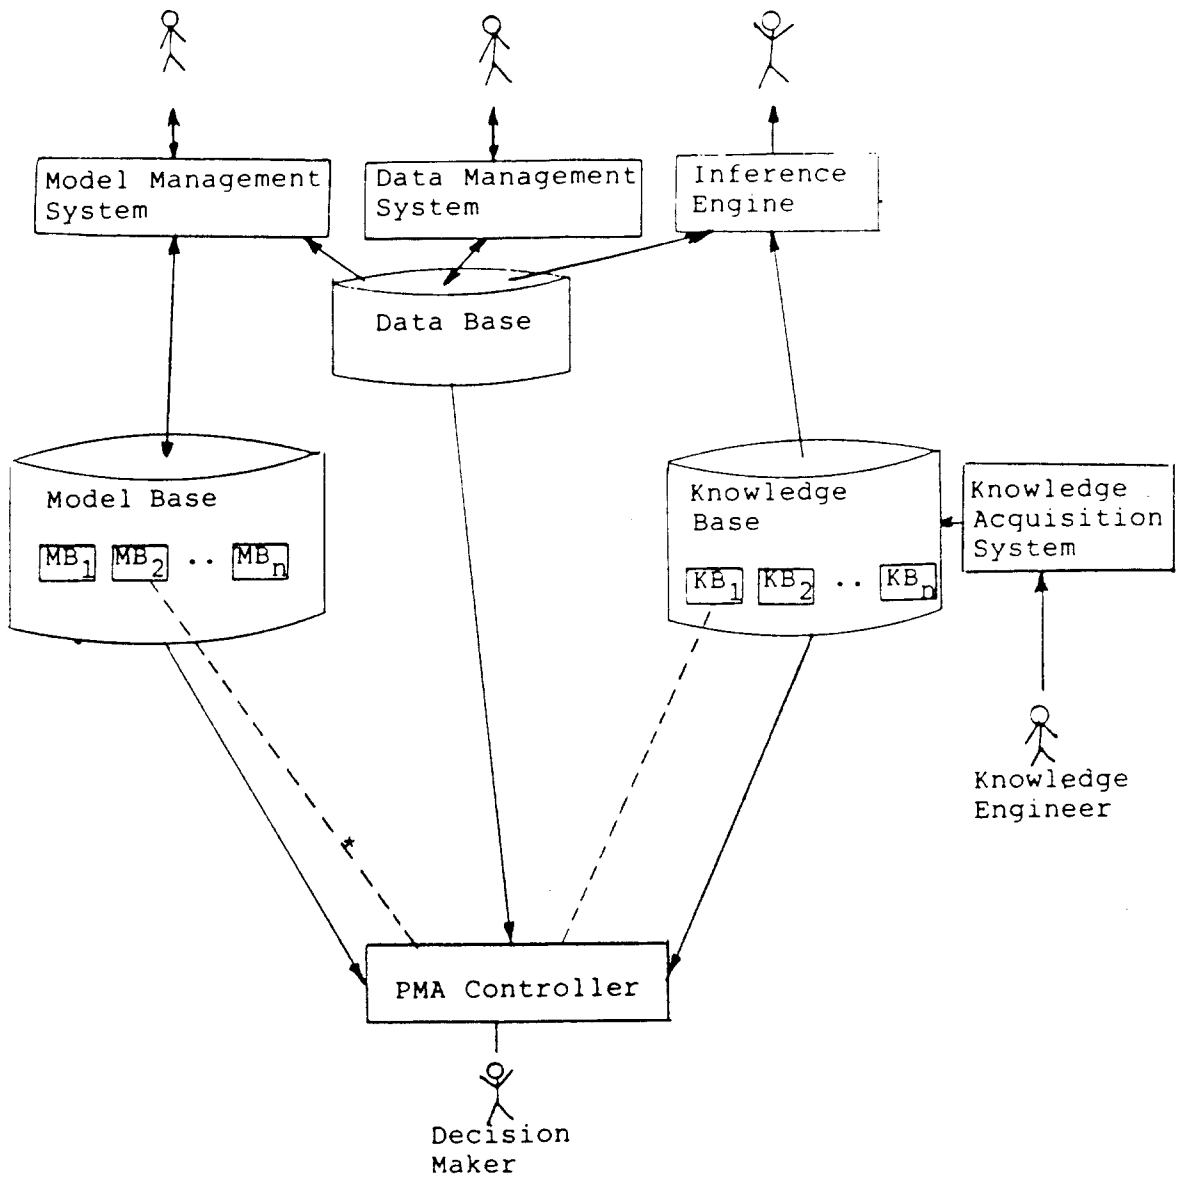 Model Management
System
Data Management
System
Inference
Engine
Data Base
Model Base
MB1 MB2 .. MBn
Knowledge
Base
KB1 KB2 .. KBn
Knowledge
Acquisition
System
Knowledge
Engineer
*
PMA Controller
Decision
Maker